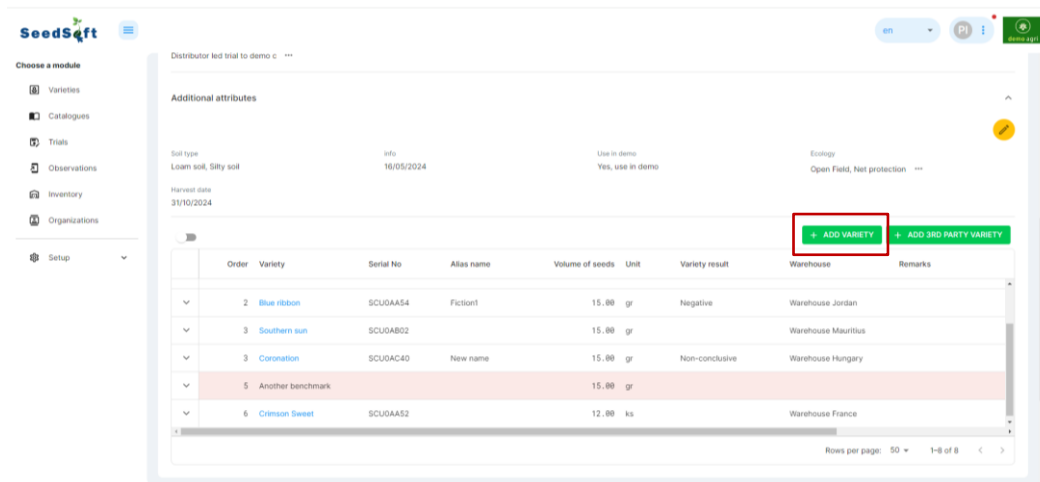 SeedSoft
en
PI
demo agri
Distributor led trial to demo c ···
Choose a module
Varieties
Catalogues
Trials
Observations
Inventory
Organizations
Setup
Additional attributes
Soil type
Loam soil, Silty soil
info
16/05/2024
Use in demo
Yes, use in demo
Ecology
Open Field, Net protection ···
Harvest date
31/10/2024
+ ADD VARIETY
+ ADD 3RD PARTY VARIETY
Order Variety Serial No Alias name Volume of seeds Unit Variety result Warehouse Remarks
2 Blue ribbon SCU0AA54 Fiction1 15.00 gr Negative Warehouse Jordan
3 Southern sun SCU0AB02 15.00 gr Warehouse Mauritius
3 Coronation SCU0AC40 New name 15.00 gr Non-conclusive Warehouse Hungary
5 Another benchmark 15.00 gr
6 Crimson Sweet SCU0AA52 12.00 ks Warehouse France
Rows per page: 50 1–8 of 8